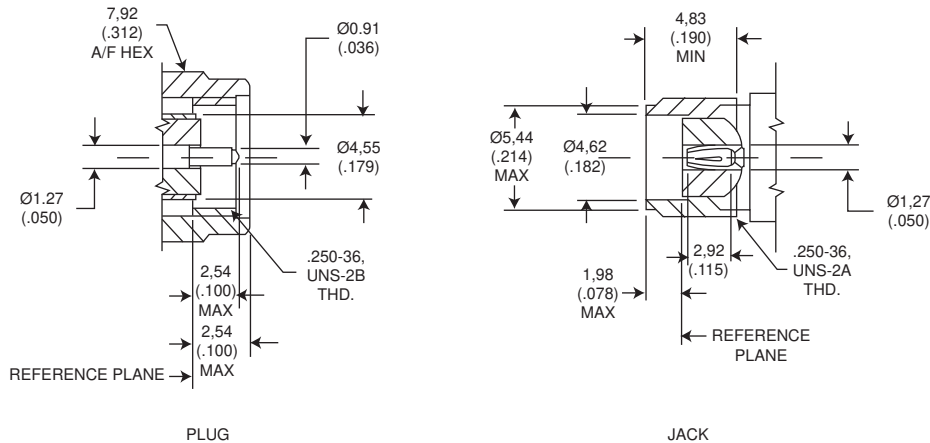 7,92
(.312)
A/F HEX
Ø0.91
(.036)
Ø4,55
(.179)
Ø1.27
(.050)
.250-36,
UNS-2B
THD.
2,54
(.100)
MAX
2,54
(.100)
MAX
REFERENCE PLANE
PLUG
4,83
(.190)
MIN
Ø5,44
(.214)
MAX
Ø4,62
(.182)
Ø1,27
(.050)
2,92
(.115)
.250-36,
UNS-2A
THD.
1,98
(.078)
MAX
REFERENCE
PLANE
JACK